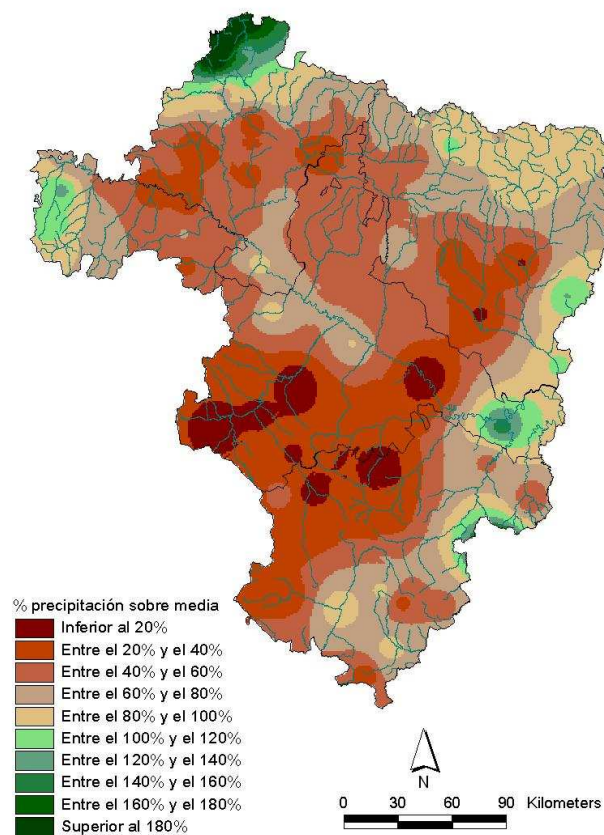 % precipitación sobre media
Inferior al 20%
Entre el 20% y el 40%
Entre el 40% y el 60%
Entre el 60% y el 80%
Entre el 80% y el 100%
Entre el 100% y el 120%
Entre el 120% y el 140%
Entre el 140% y el 160%
Entre el 160% y el 180%
Superior al 180%
N
0 30 60 90 Kilometers